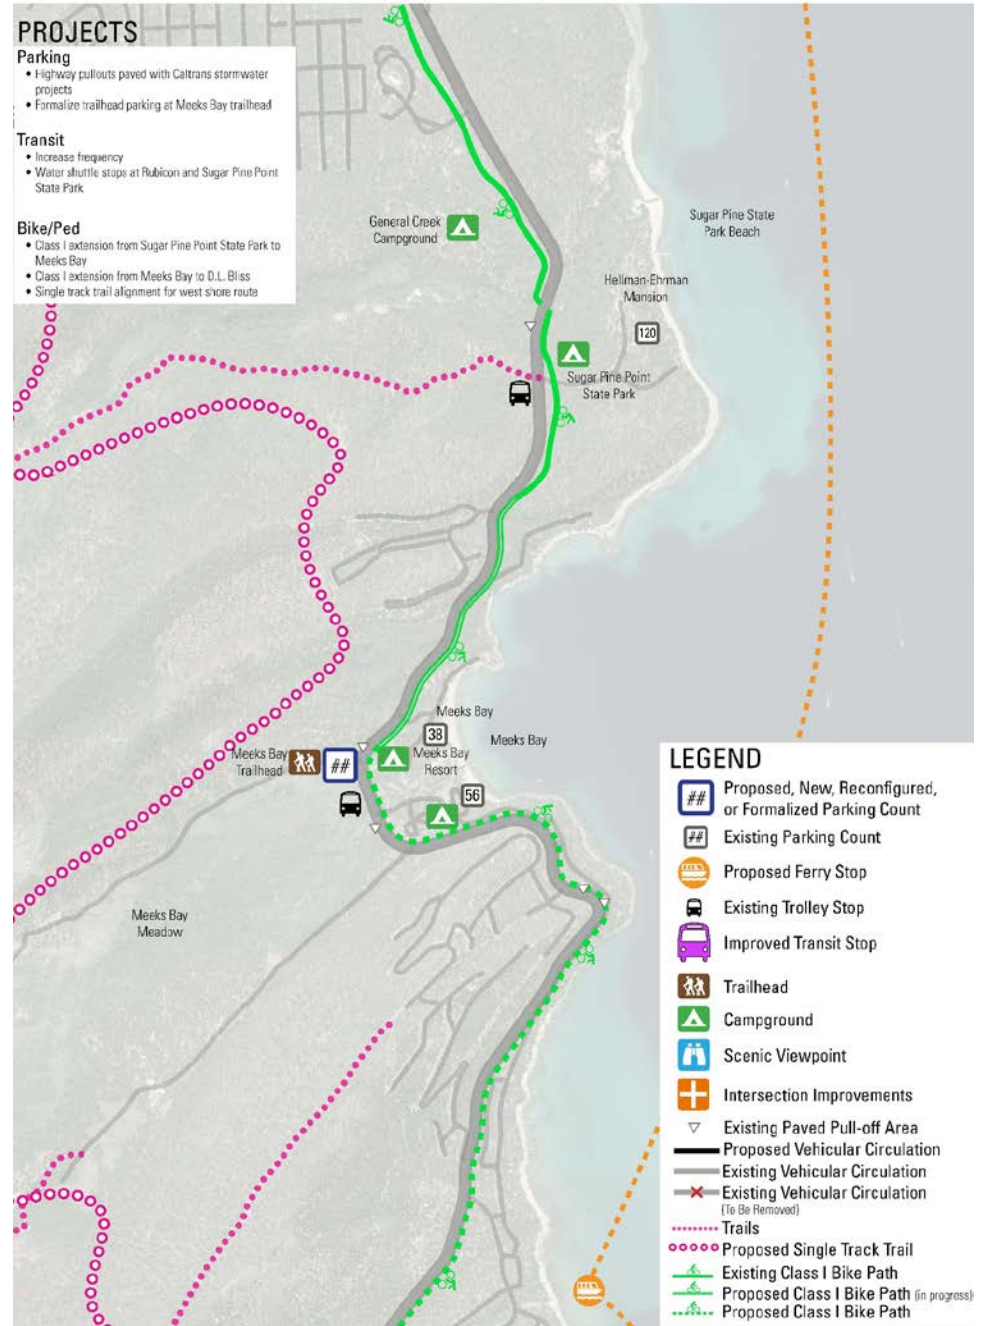 PROJECTS
Parking
• Highway pullouts paved with Caltrans stormwater
projects
• Formalize trailhead parking at Meeks Bay trailhead
Transit
• Increase frequency
• Water shuttle stops at Rubicon and Sugar Pine Point
State Park
Bike/Ped
• Class I extension from Sugar Pine Point State Park to
Meeks Bay
• Class I extension from Meeks Bay to D.L. Bliss
• Single track trail alignment for west shore route
General Creek
Campground
Sugar Pine State
Park Beach
Hellman-Ehrman
Mansion
120
Sugar Pine Point
State Park
Meeks Bay
38
Meeks Bay
Meeks Bay
Trailhead
##
Meeks Bay
Resort
56
Meeks Bay
Meadow
LEGEND
## Proposed, New, Reconfigured,
or Formalized Parking Count
## Existing Parking Count
Proposed Ferry Stop
Existing Trolley Stop
Improved Transit Stop
Trailhead
Campground
Scenic Viewpoint
Intersection Improvements
Existing Paved Pull-off Area
Proposed Vehicular Circulation
Existing Vehicular Circulation
Existing Vehicular Circulation
(To Be Removed)
Trails
Proposed Single Track Trail
Existing Class I Bike Path
Proposed Class I Bike Path (in progress)
Proposed Class I Bike Path